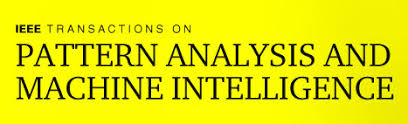 IEEE TRANSACTIONS ON
PATTERN ANALYSIS AND
MACHINE INTELLIGENCE